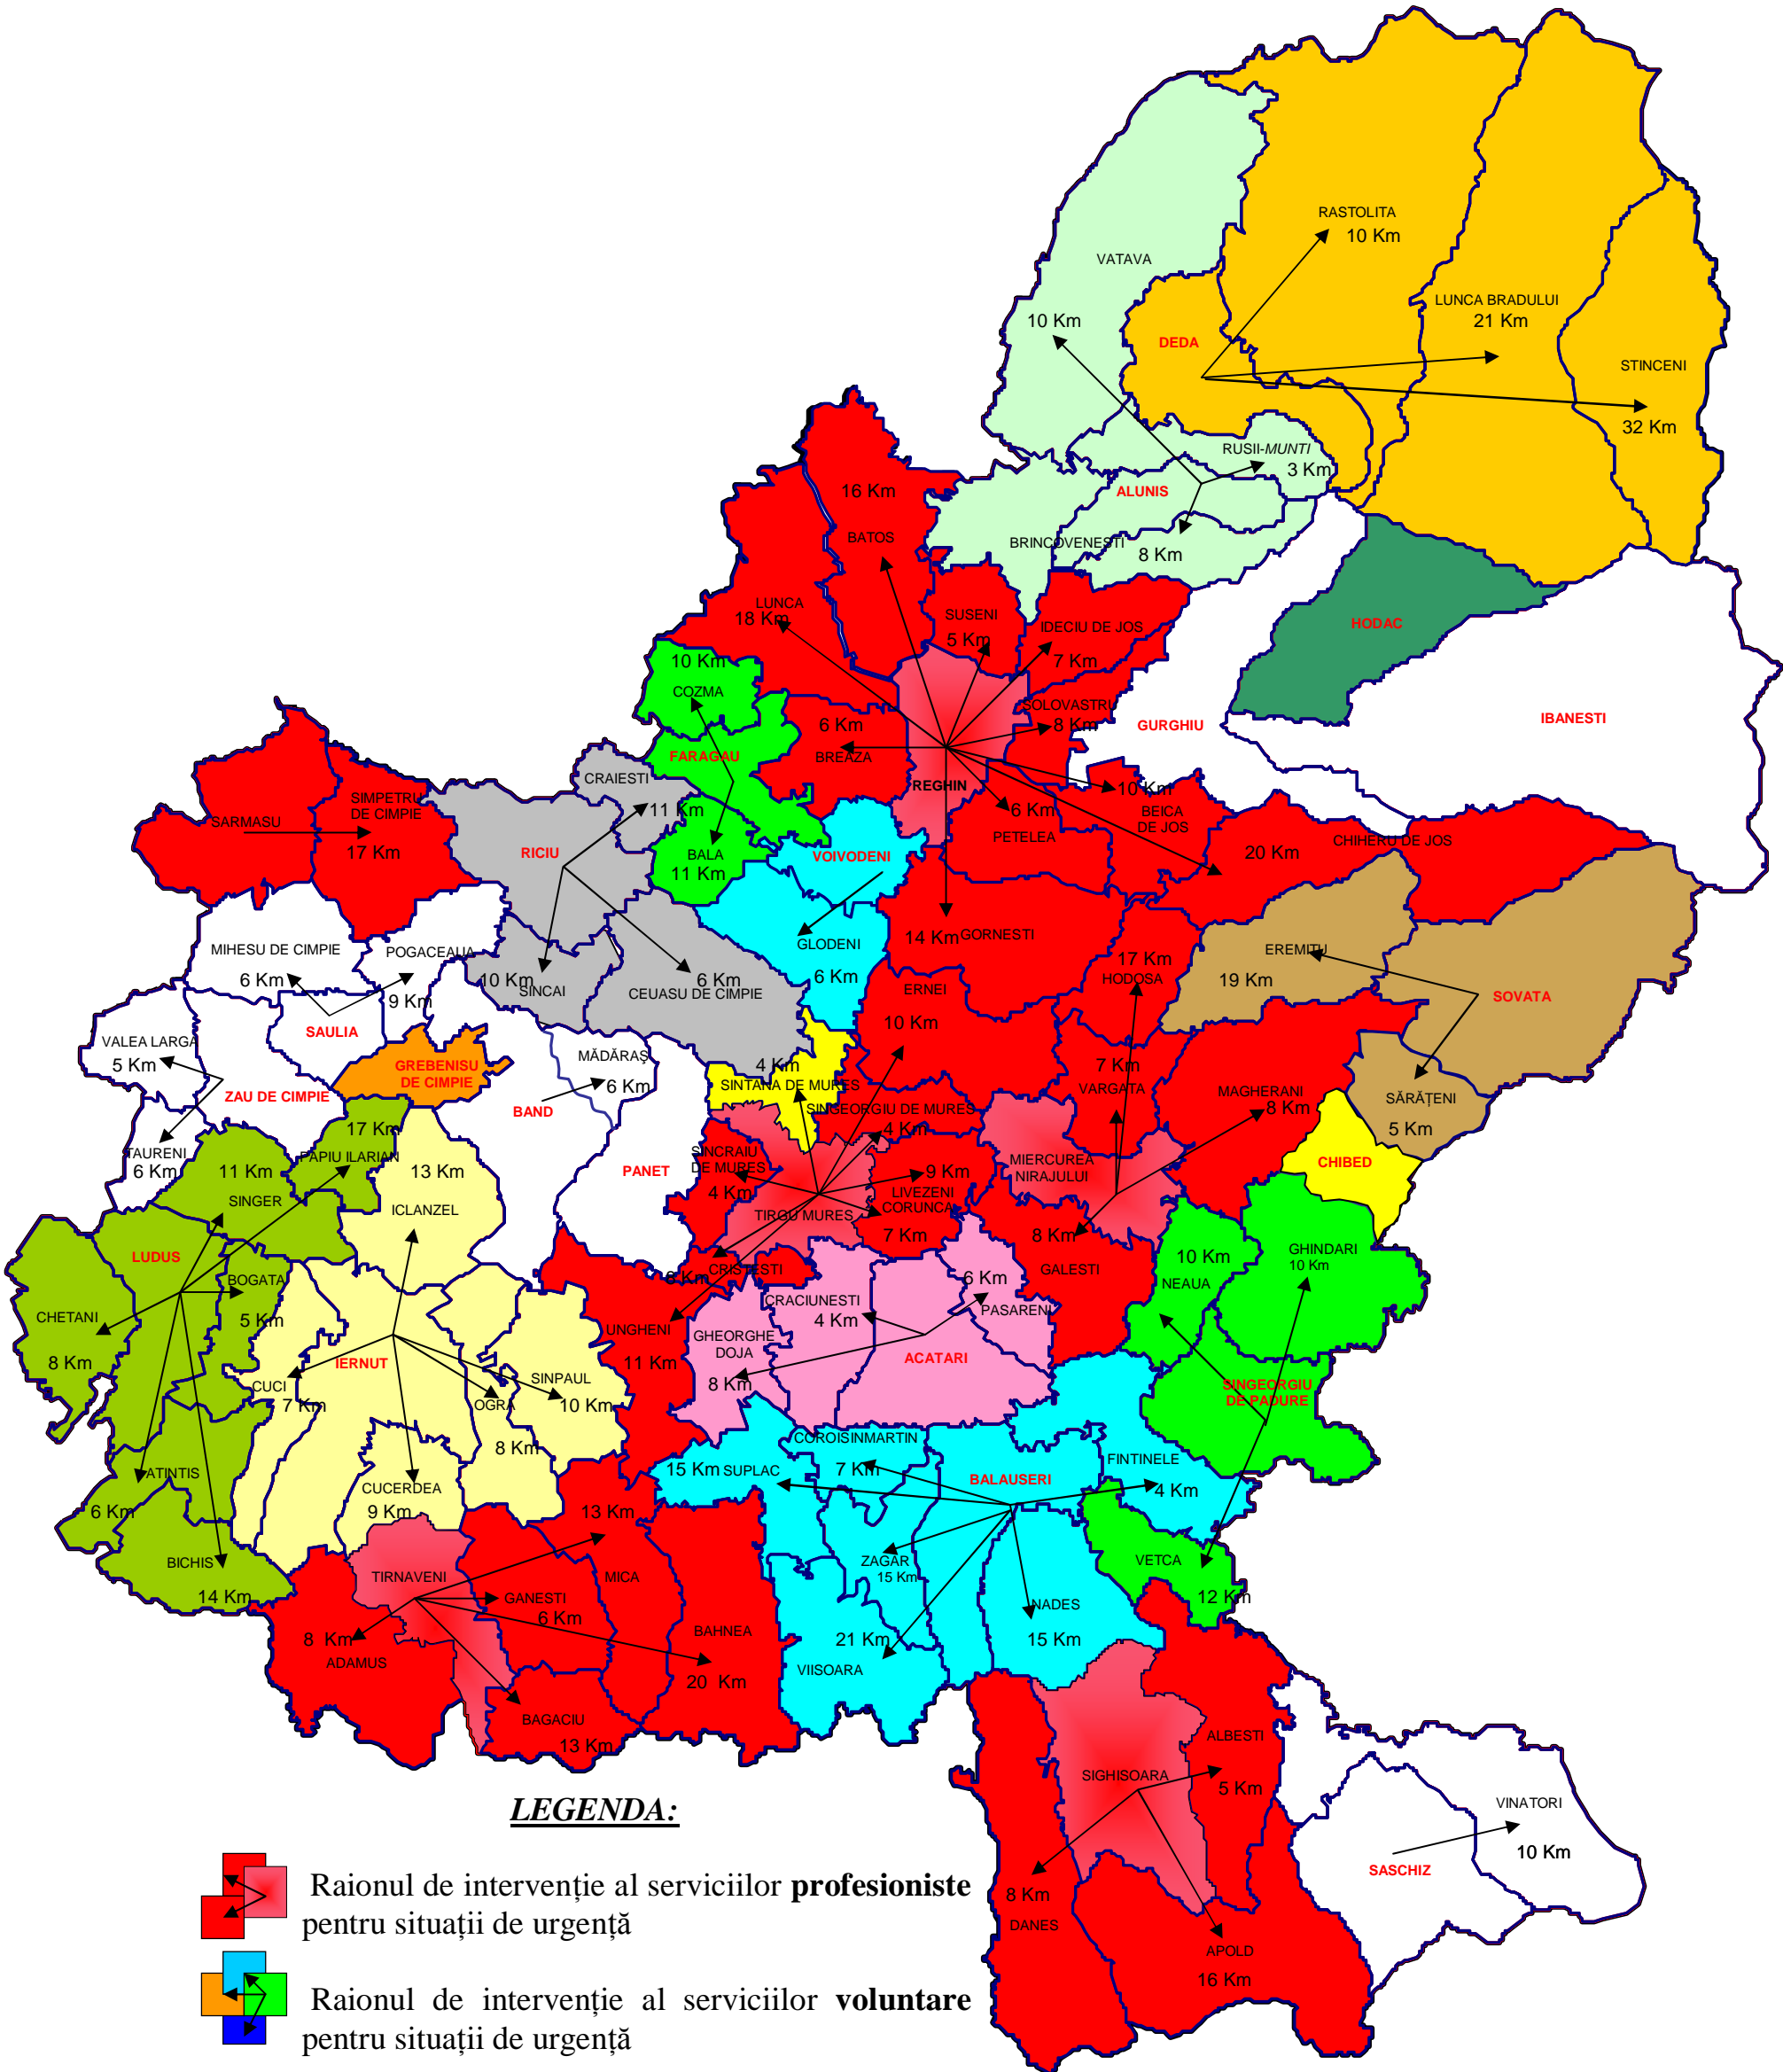 RASTOLITA
10 Km
VATAVA
LUNCA BRADULUI
21 Km
10 Km
DEDA
STINCENI
32 Km
RUSII-MUNTI
3 Km
16 Km
ALUNIS
BATOS
BRINCOVENESTI
8 Km
LUNCA
18 Km
SUSENI
5 Km
IDECIU DE JOS
7 Km
HODAC
10 Km
COZMA
SOLOVASTRU
8 Km
6 Km
BREAZA
GURGHIU
IBANESTI
FARAGAU
CRAIESTI
11 Km
REGHIN
10 Km
6 Km
PETELEA
BEICA
DE JOS
SIMPETRU
DE CIMPIE
17 Km
SARMASU
RICIU
BALA
11 Km
VOIVODENI
20 Km
CHIHERU DE JOS
MIHESU DE CIMPIE
6 Km
POGACEAUA
9 Km
GLODENI
6 Km
14 Km
GORNESTI
17 Km
HODOSA
EREMITU
19 Km
10 Km
SINCAI
6 Km
CEUASU DE CIMPIE
ERNEI
10 Km
SOVATA
SAULIA
VALEA LARGA
5 Km
GREBENISU
DE CIMPIE
MĂDĂRAŞ
6 Km
4 Km
SINTANA DE MURES
7 Km
VARGATA
MAGHERANI
8 Km
SĂRĂȚENI
5 Km
ZAU DE CIMPIE
BAND
SINGEORGIU DE MURES
4 Km
17 Km
PAPIU ILARIAN
TAURENI
6 Km
11 Km
SINGER
13 Km
ICLANZEL
PANET
SINCRAIU
DE MURES
4 Km
9 Km
LIVEZENI
CORUNCA
7 Km
MIERCUREA
NIRAJULUI
CHIBED
TIRGU MURES
8 Km
GALESTI
10 Km
NEAUA
GHINDARI
10 Km
LUDUS
BOGATA
5 Km
CRISTESTI
CRACIUNESTI
4 Km
6 Km
PASARENI
CHETANI
8 Km
UNGHENI
11 Km
GHEORGHE
DOJA
8 Km
ACATARI
IERNUT
CUCI
7 Km
SINPAUL
10 Km
OGRA
8 Km
SINGEORGIU
DE PADURE
COROISINMARTIN
7 Km
15 Km
SUPLAC
BALAUSERI
FINTINELE
4 Km
ATINTIS
6 Km
CUCERDEA
9 Km
13 Km
BICHIS
14 Km
TIRNAVENI
GANESTI
6 Km
MICA
ZAGAR
15 Km
VETCA
12 Km
8 Km
ADAMUS
BAHNEA
20 Km
21 Km
VIISOARA
NADES
15 Km
BAGACIU
13 Km
ALBESTI
5 Km
SIGHISOARA
VINATORI
10 Km
SASCHIZ
8 Km
DANES
APOLD
16 Km
LEGENDA:
Raionul de intervenție al serviciilor profesioniste
pentru situații de urgență
Raionul de intervenție al serviciilor voluntare
pentru situații de urgență